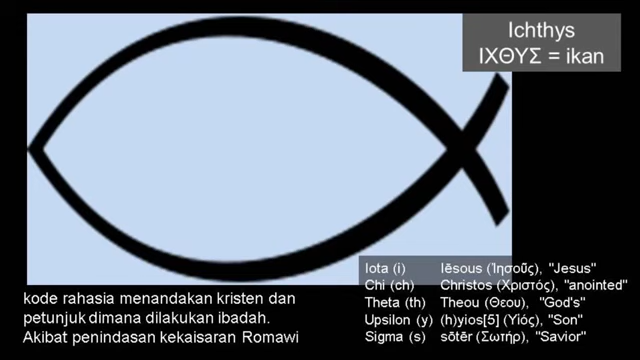 Ichthys
ΙΧΘΥΣ = ikan
Iota (i) Iēsous (Ἰησοῦς), "Jesus"
Chi (ch) Christos (Χριστός), "anointed"
Theta (th) Theou (Θεου), "God's"
Upsilon (y) (h)yios[5] (Υἱός), "Son"
Sigma (s) sōtēr (Σωτήρ), "Savior"
kode rahasia menandakan kristen dan
petunjuk dimana dilakukan ibadah.
Akibat penindasan kekaisaran Romawi